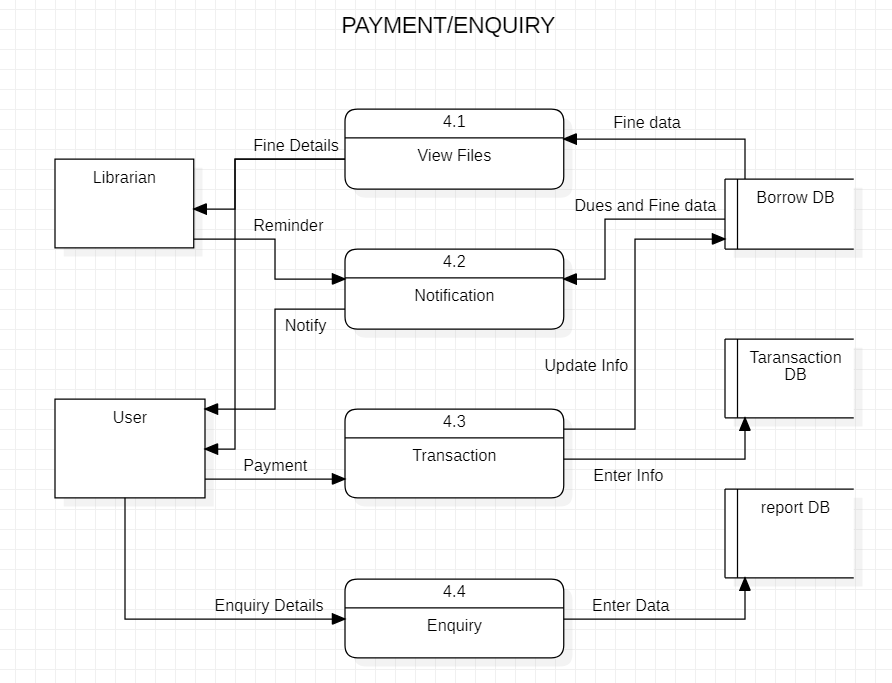 PAYMENT/ENQUIRY
4.1
Fine data
Fine Details
View Files
Librarian
Borrow DB
Dues and Fine data
Reminder
4.2
Notification
Notify
Taransaction
DB
Update Info
User
4.3
Transaction
Payment
Enter Info
report DB
4.4
Enquiry Details
Enter Data
Enquiry